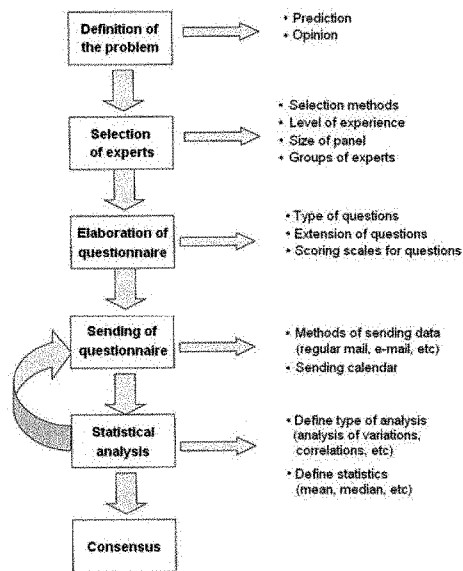 Definition of
the problem
• Prediction
• Opinion
Selection
of experts
• Selection methods
• Level of experience
• Size of panel
• Groups of experts
Elaboration of
questionnaire
• Type of questions
• Extension of questions
• Scoring scales for questions
Sending of
questionnaire
• Methods of sending data
(regular mail, e-mail, etc)
• Sending calendar
Statistical
analysis
• Define type of analysis
(analysis of variations,
correlations, etc)
• Define statistics
(mean, median, etc)
Consensus